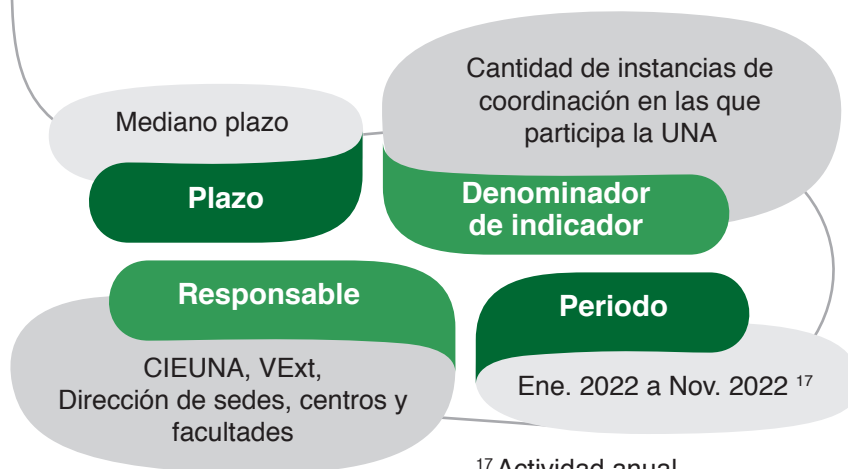 Mediano plazo
Plazo
Cantidad de instancias de
coordinación en las que
participa la UNA
Denominador
de indicador
Responsable
CIEUNA, VExt,
Dirección de sedes, centros y
facultades
Periodo
Ene. 2022 a Nov. 2022 ¹⁷
¹⁷ Actividad anual